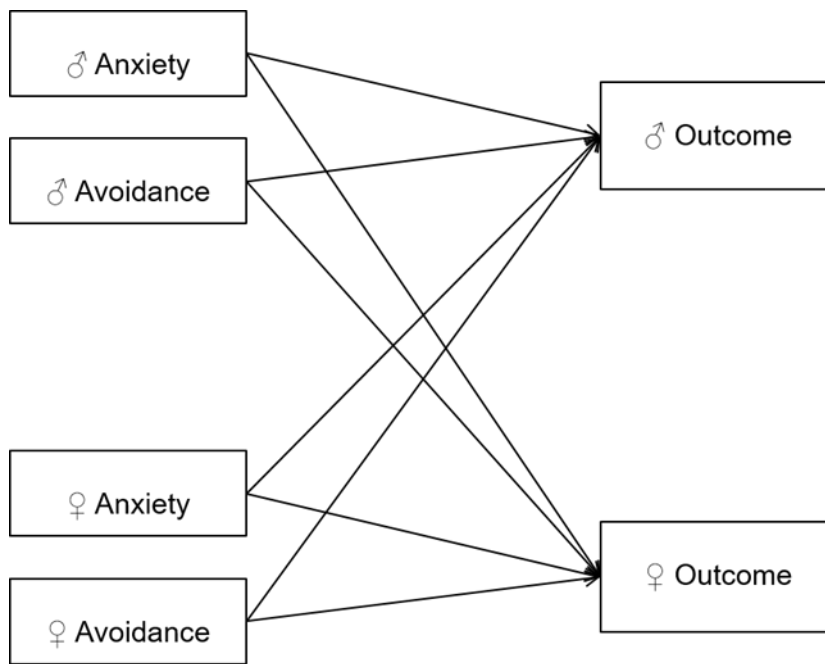 ♂ Anxiety
♂ Outcome
♂ Avoidance
♀ Anxiety
♀ Outcome
♀ Avoidance